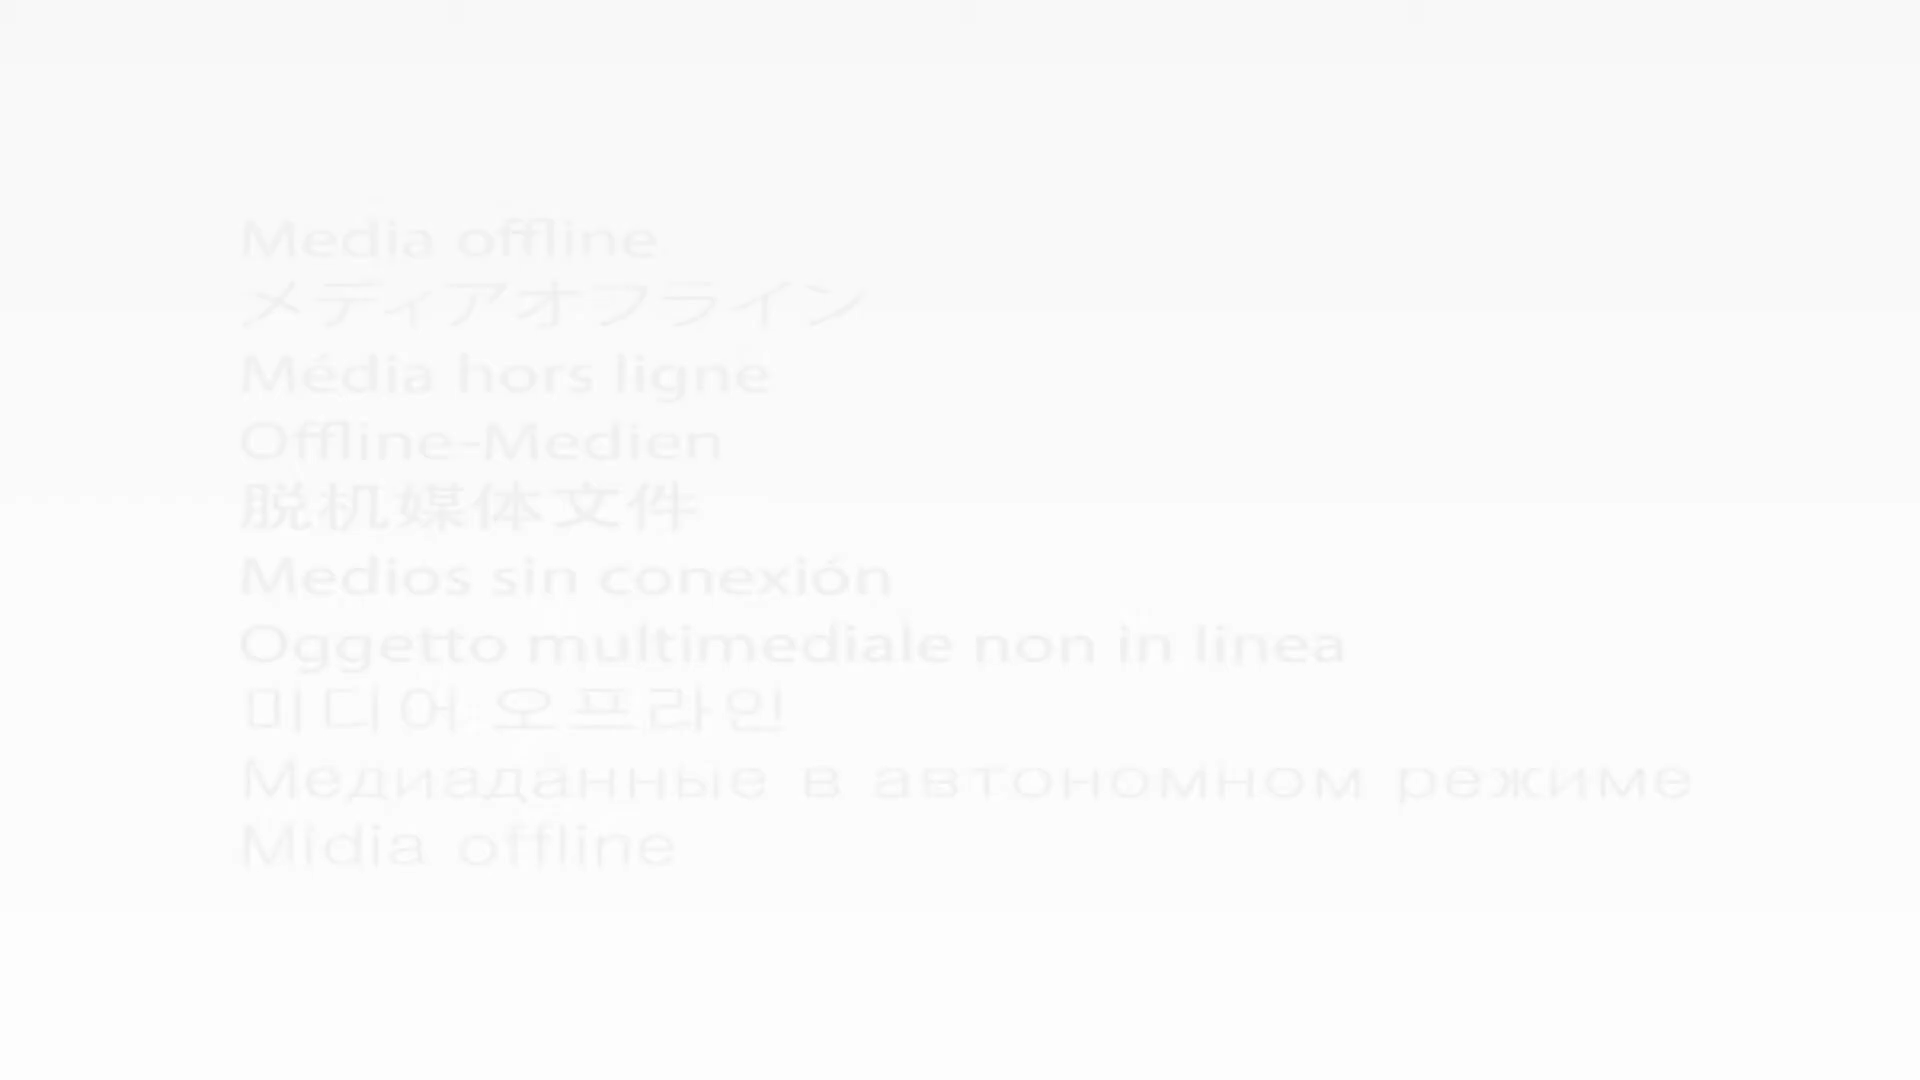 Media offline
メディアオフライン
Média hors ligne
Offline-Medien
脱机媒体文件
Medios sin conexión
Oggetto multimediale non in linea
미디어 오프라인
Медиаданные в автономном режиме
Mídia offline